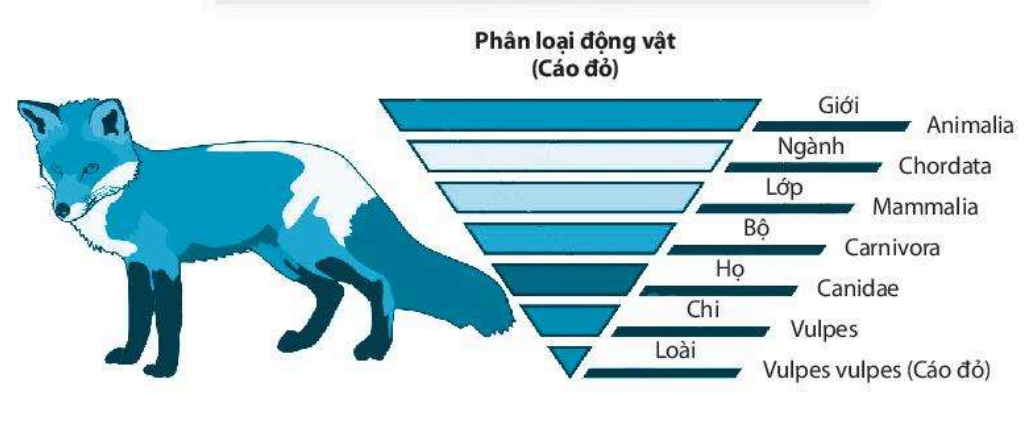 Phân loại động vật
(Cáo đỏ)
Giới
Animalia
Ngành
Chordata
Lớp
Mammalia
Bộ
Carnivora
Họ
Canidae
Chi
Vulpes
Loài
Vulpes vulpes (Cáo đỏ)